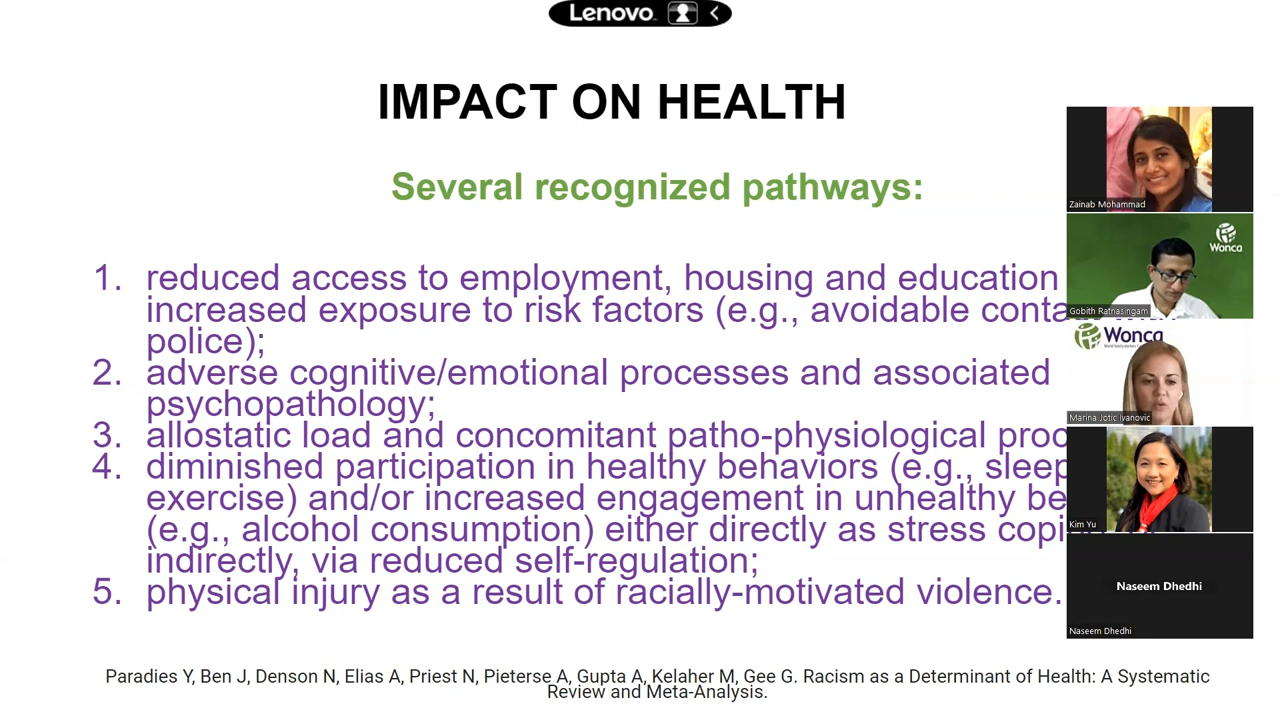 Lenovo
IMPACT ON HEALTH
Several recognized pathways:
1. reduced access to employment, housing and education
increased exposure to risk factors (e.g., avoidable conta
police);
2. adverse cognitive/emotional processes and associated
psychopathology;
3. allostatic load and concomitant patho-physiological proc
4. diminished participation in healthy behaviors (e.g., sleep
exercise) and/or increased engagement in unhealthy be
(e.g., alcohol consumption) either directly as stress copi
indirectly, via reduced self-regulation;
5. physical injury as a result of racially-motivated violence.
Paradies Y, Ben J, Denson N, Elias A, Priest N, Pieterse A, Gupta A, Kelaher M, Gee G. Racism as a Determinant of Health: A Systematic
Review and Meta-Analysis.
Zainab Mohammad
Wonca
Gobith Ratnasingam
Wonca
Marina Jotic Ivanovic
Kim Yu
Naseem Dhedhi
Naseem Dhedhi